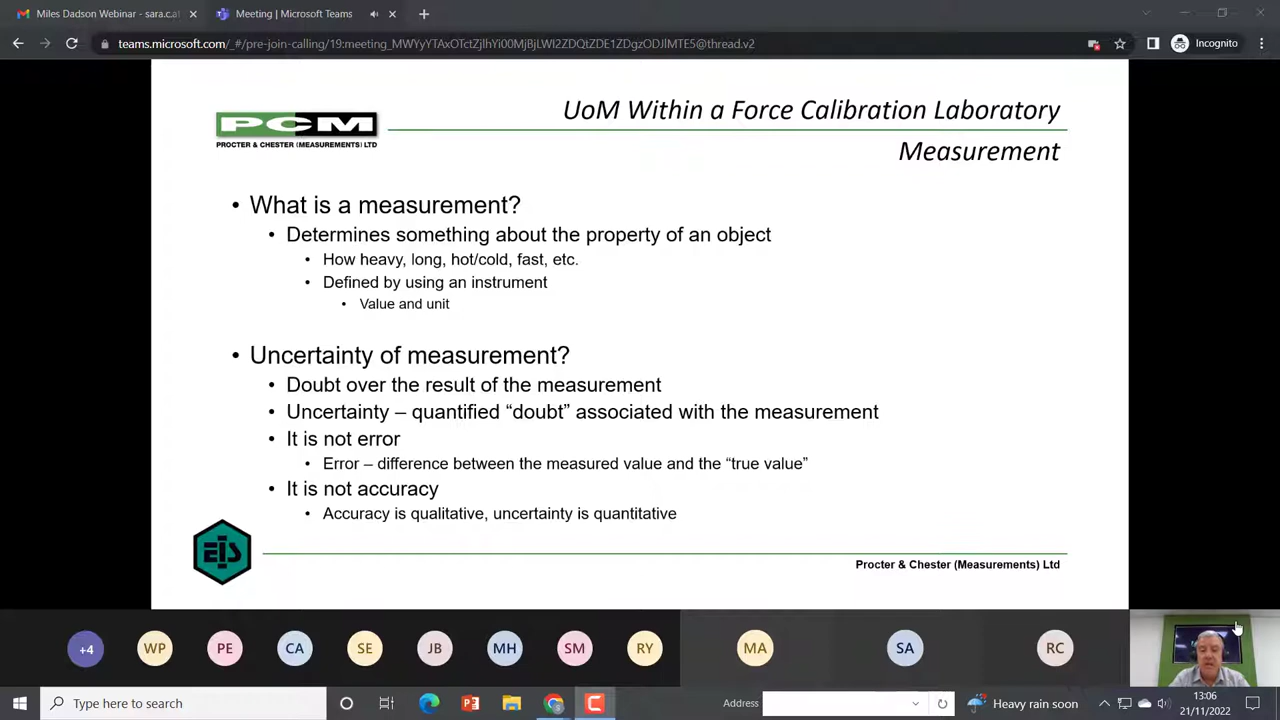 Miles Dadson Webinar - sara.c.at
Meeting | Microsoft Teams
teams.microsoft.com/_#/pre-join-calling/19:meeting_MWYyYTAxOTctZjlhYi00MjBjLWI2ZDQtZDE1ZDgzODJlMTE5@thread.v2
Incognito
UoM Within a Force Calibration Laboratory
PCM
PROCTER & CHESTER (MEASUREMENTS) LTD
Measurement
• What is a measurement?
• Determines something about the property of an object
• How heavy, long, hot/cold, fast, etc.
• Defined by using an instrument
• Value and unit
• Uncertainty of measurement?
• Doubt over the result of the measurement
• Uncertainty – quantified “doubt” associated with the measurement
• It is not error
• Error – difference between the measured value and the “true value”
• It is not accuracy
• Accuracy is qualitative, uncertainty is quantitative
EIS
Procter & Chester (Measurements) Ltd
+4 WP PE CA SE JB MH SM RY MA SA RC
Type here to search
Address
Heavy rain soon
13:06
21/11/2022